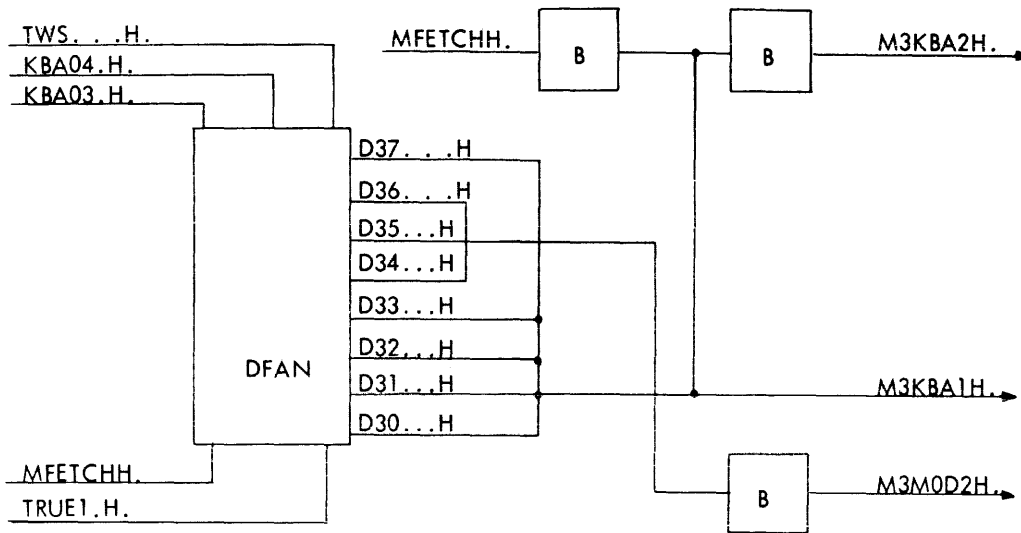 TWS...H.
KBA04.H.
KBA03.H.
MFETCHH.
B
B
M3KBA2H.
D37...H
D36...H
D35...H
D34...H
D33...H
D32...H
D31...H
D30...H
DFAN
M3KBA1H.
MFETCHH.
TRUE1.H.
B
M3M0D2H.